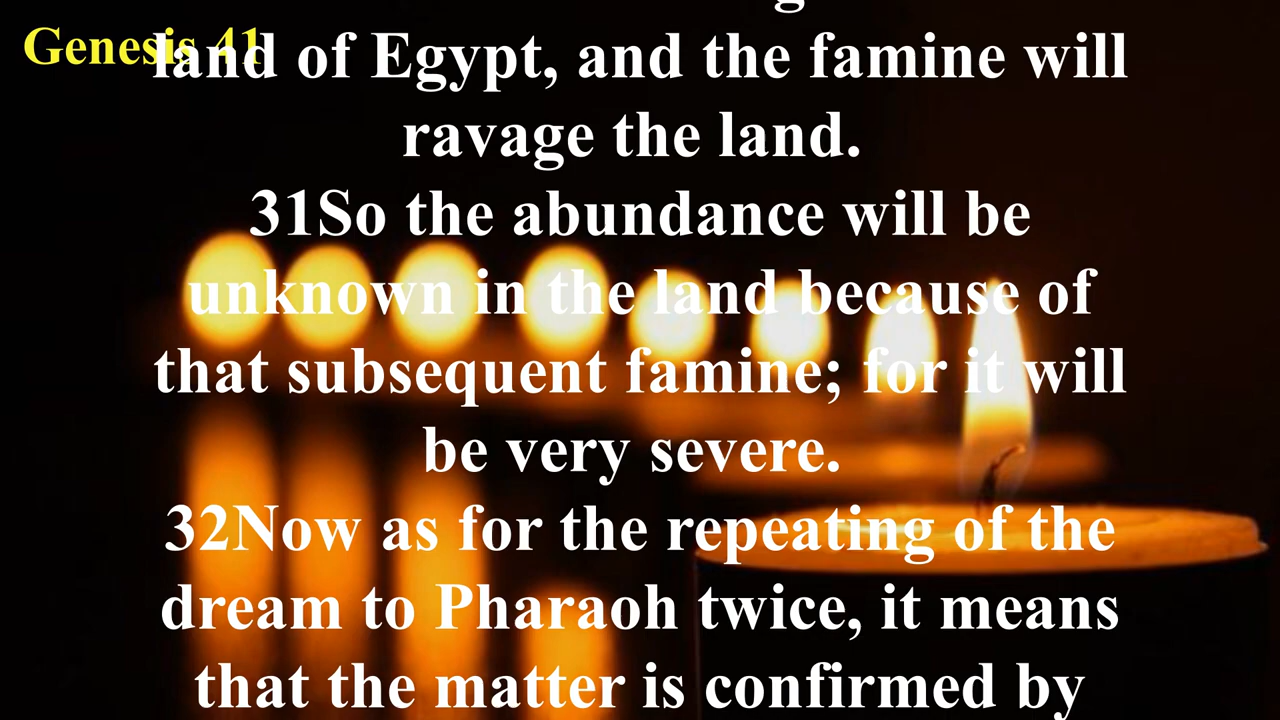 Genesis 41
land of Egypt, and the famine will
ravage the land.
31So the abundance will be
unknown in the land because of
that subsequent famine; for it will
be very severe.
32Now as for the repeating of the
dream to Pharaoh twice, it means
that the matter is confirmed by